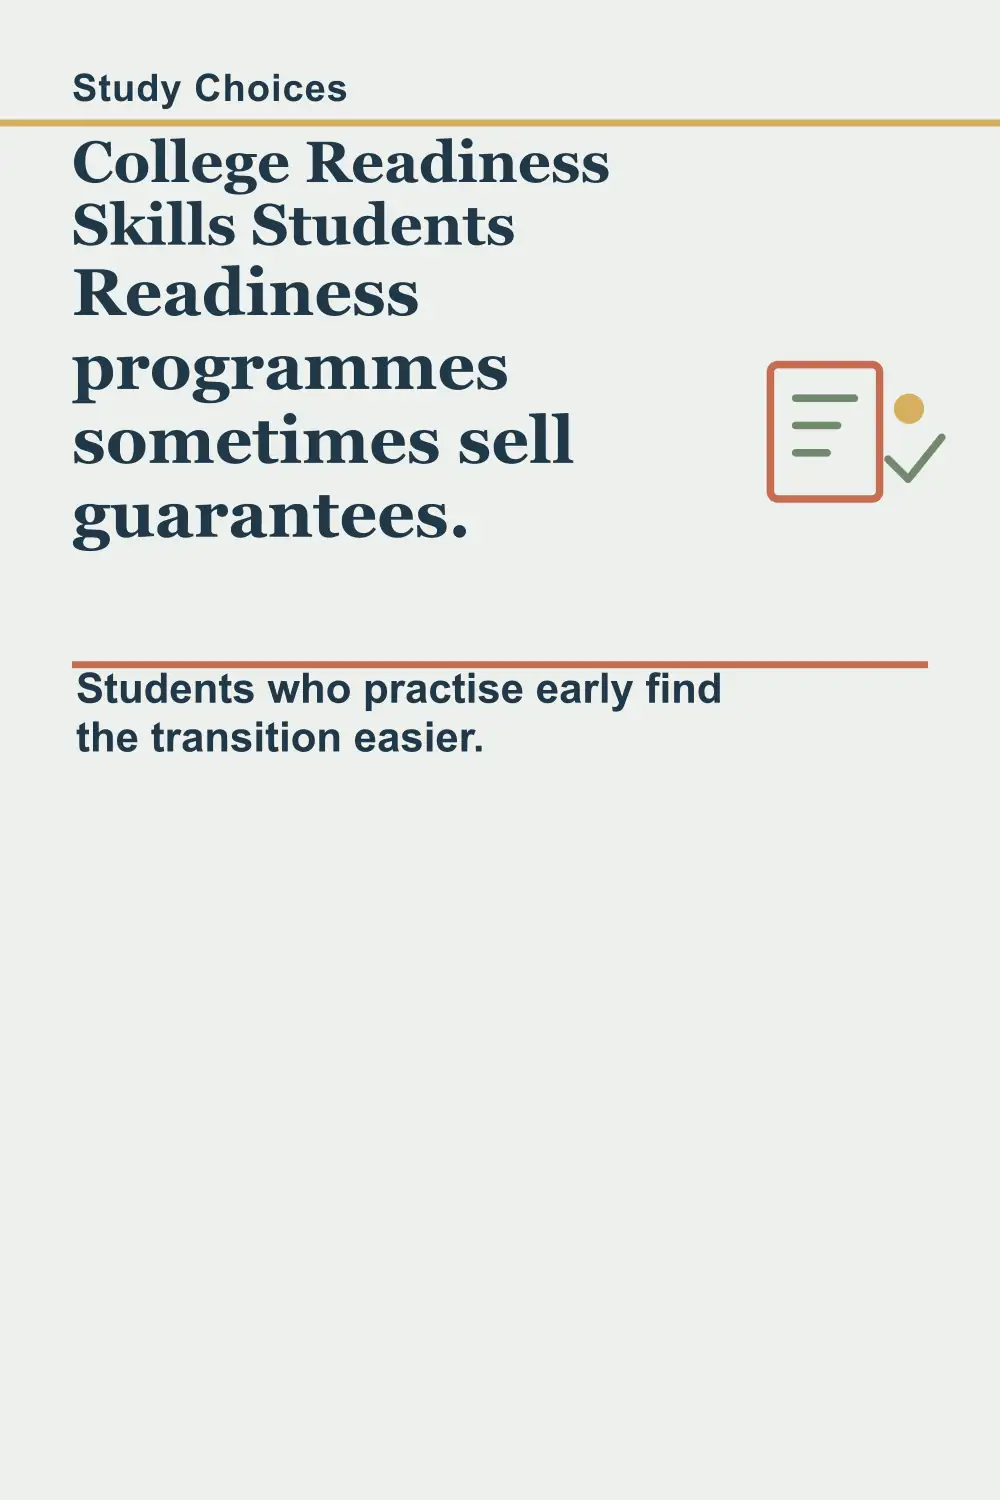 Study Choices
College Readiness
Skills Students
Readiness
programmes
sometimes sell
guarantees.
Students who practise early find
the transition easier.